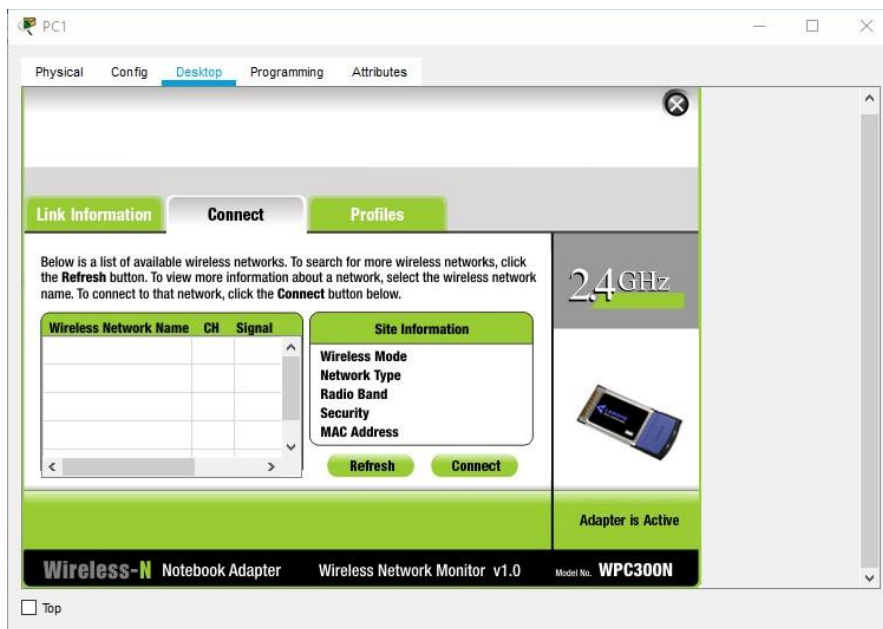 PC1
Physical Config Desktop Programming Attributes
Link Information Connect Profiles
Below is a list of available wireless networks. To search for more wireless networks, click
the Refresh button. To view more information about a network, select the wireless network
name. To connect to that network, click the Connect button below.
2.4GHz
Wireless Network Name CH Signal
Site Information
Wireless Mode
Network Type
Radio Band
Security
MAC Address
Refresh Connect
Adapter is Active
Wireless-N Notebook Adapter Wireless Network Monitor v1.0 Model No. WPC300N
Top